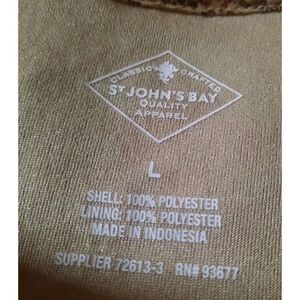 CLASSIC CRAFTED
ST JOHN'S BAY
QUALITY
APPAREL
L
SHELL: 100% POLYESTER
LINING: 100% POLYESTER
MADE IN INDONESIA
SUPPLIER 72613-3 RN# 93677